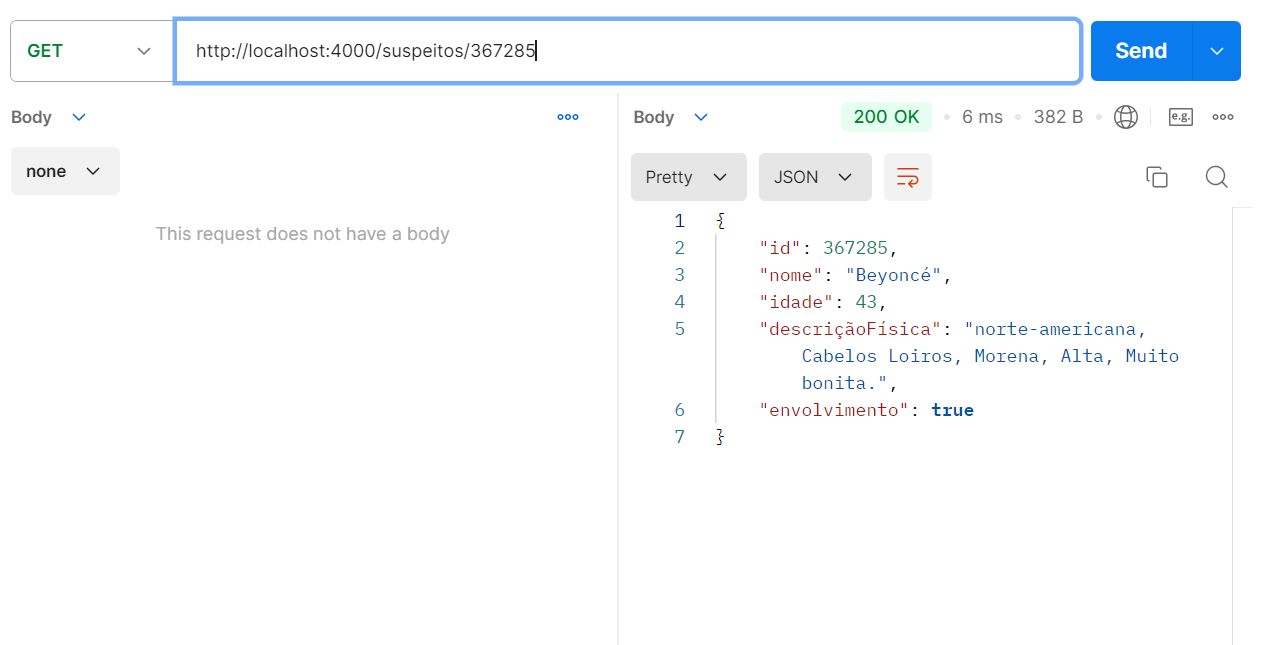 GET http://localhost:4000/suspeitos/367285 Send
Body
none
This request does not have a body
Body 200 OK 6 ms 382 B e.g.
Pretty JSON
1 {
2 "id": 367285,
3 "nome": "Beyoncé",
4 "idade": 43,
5 "descriçãoFísica": "norte-americana,
Cabelos Loiros, Morena, Alta, Muito
bonita.",
6 "envolvimento": true
7 }